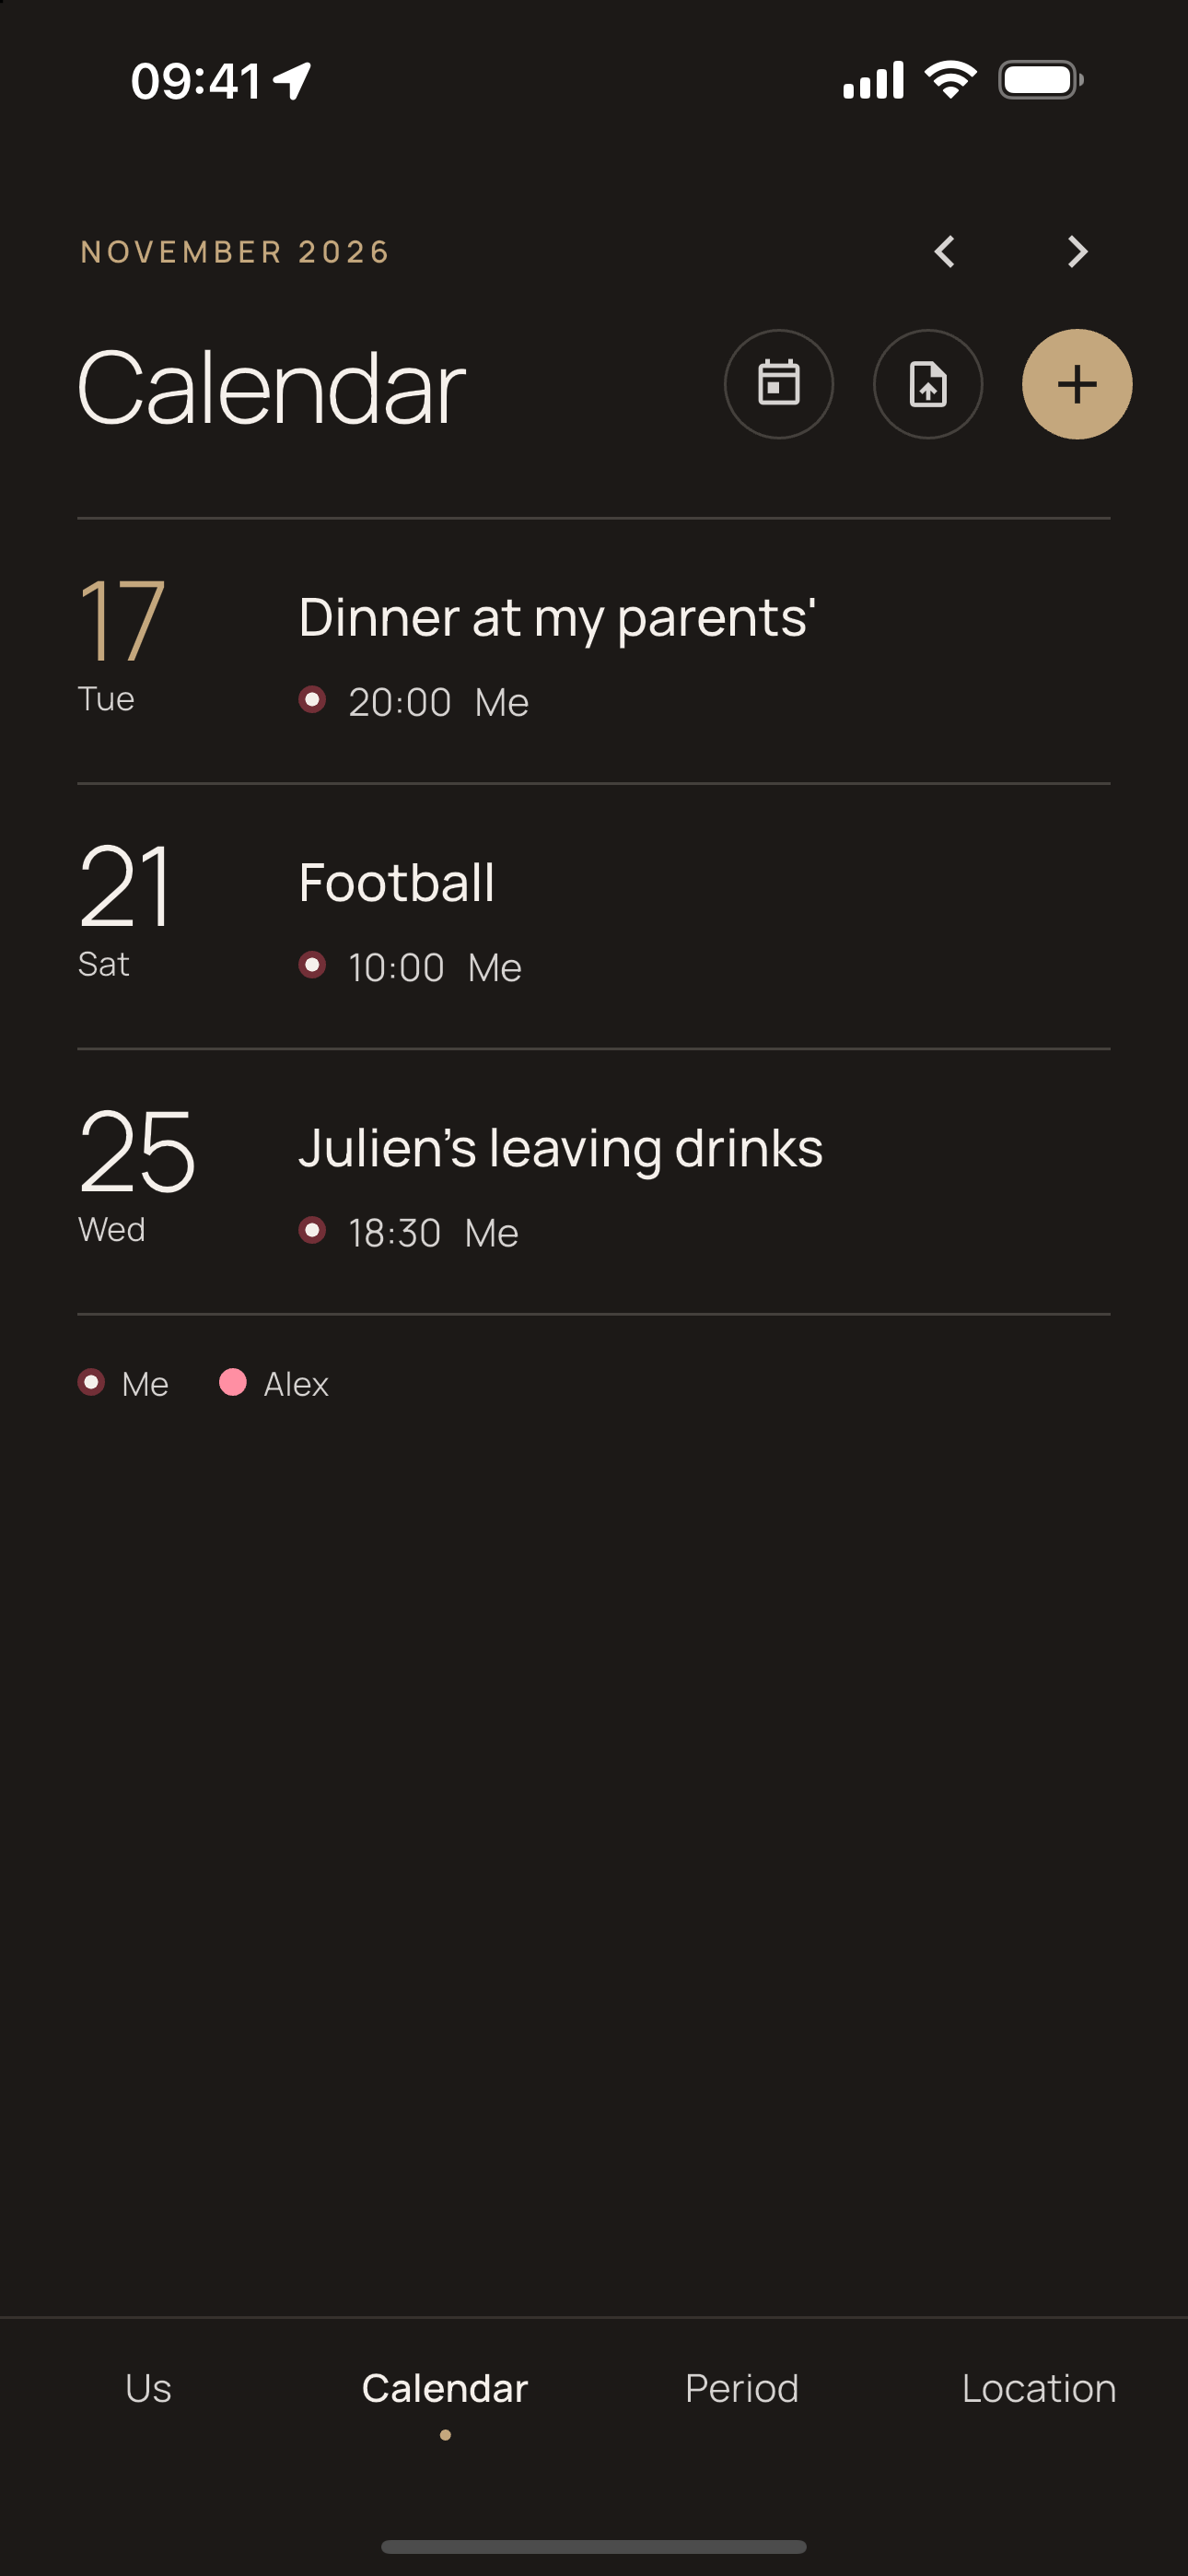 09:41
NOVEMBER 2026
Calendar
17
Tue
Dinner at my parents'
20:00 Me
21
Sat
Football
10:00 Me
25
Wed
Julien’s leaving drinks
18:30 Me
Me Alex
Us Calendar Period Location